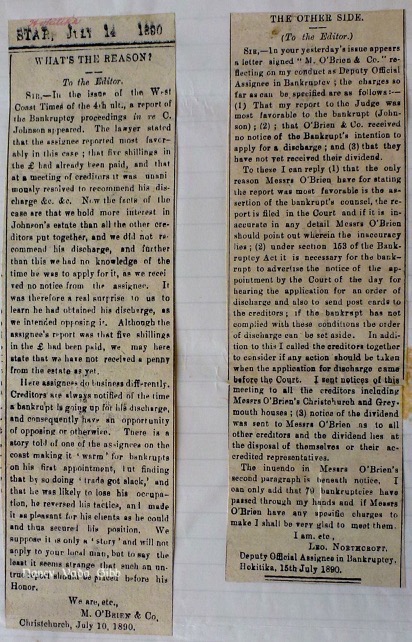 Hokitika
STAR, JULY 14 1890
WHAT'S THE REASON?
To the Editor.
SIR,—In the issue of the West
Coast Times of the 4th ult., a report of
the Bankruptcy proceedings in re C.
Johnson appeared. The lawyer stated
that the assignee reported most favor-
ably in this case; that five shillings in
the £ had already been paid, and that
at a meeting of creditors it was unani
mously resolved to recommend his dis-
charge &c. &c. Now the facts of the
case are that we hold more interest in
Johnson's estate than all the other cre-
ditors put together, and we did not re-
commend his discharge, and further
than this we had no knowledge of the
time he was to apply for it, as we recei
ved no notice from the assignee. It
was therefore a real surprise to us to
learn he had obtained his discharge, as
we intended opposing it. Although the
assignee's report was that five shillings
in the £ had been paid, we may here
state that we have not received a penny
from the estate as yet.
Here assignees do business differently.
Creditors are always notified of the time
a bankrupt is going up for his discharge,
and consequently have an opportunity
of opposing or otherwise. There is a
story told of one of the assignees on the
coast making it 'warm' for bankrupts
on his first appointment, but finding
that by so doing 'trade got slack,' and
that he was likely to lose his occupa-
tion, he reversed his tactics, and made
it as pleasant for his clients as he could
and thus secured his position. We
suppose it is only a 'story' and will not
apply to your local man, but to say the
least it seems strange that such an un-
true report should be placed before his
Honor.
We are, etc.,
M. O'BRIEN & Co.
Christchurch, July 10, 1890.
THE OTHER SIDE.
(To the Editor.)
SIR,—In your yesterday's issue appears
a letter signed "M. O'Brien & Co." re-
flecting on my conduct as Deputy Official
Assignee in Bankruptcy; the charges so
far as can be specified are as follows:—
(1) That my report to the Judge was
most favorable to the bankrupt (John-
son); (2); that O'Brien & Co. received
no notice of the Bankrupt's intention to
apply for a discharge; and (3) that they
have not yet received their dividend.
To these I can reply (1) that the only
reason Messrs O'Brien have for stating
the report was most favorable is the as-
sertion of the bankrupt's counsel, the re-
port is filed in the Court and if it is in-
accurate in any detail Messrs O'Brien
should point out wherein the inaccuracy
lies; (2) under section 153 of the Bank-
ruptcy Act it is necessary for the bank-
rupt to advertise the notice of the ap-
pointment by the Court of the day for
hearing the application for an order of
discharge and also to send post cards to
the creditors; if the bankrupt has not
complied with these conditions the order
of discharge can be set aside. In addi-
tion to this I called the creditors together
to consider if any action should be taken
when the application for discharge came
before the Court. I sent notices of this
meeting to all the creditors including
Messrs O'Brien's Christchurch and Grey-
mouth houses; (3) notice of the dividend
was sent to Messrs O'Brien as to all
other creditors and the dividend lies at
the disposal of themselves or their ac-
credited representatives.
The inuendo in Messrs O'Brien's
second paragraph is beneath notice. I
can only add that 79 bankruptcies have
passed through my hands and if Messrs
O'Brien have any specific charges to
make I shall be very glad to meet them.
I am, etc,
LEO. NORTHCROFT.
Deputy Official Assignee in Bankruptcy,
Hokitika, 15th July 1890.